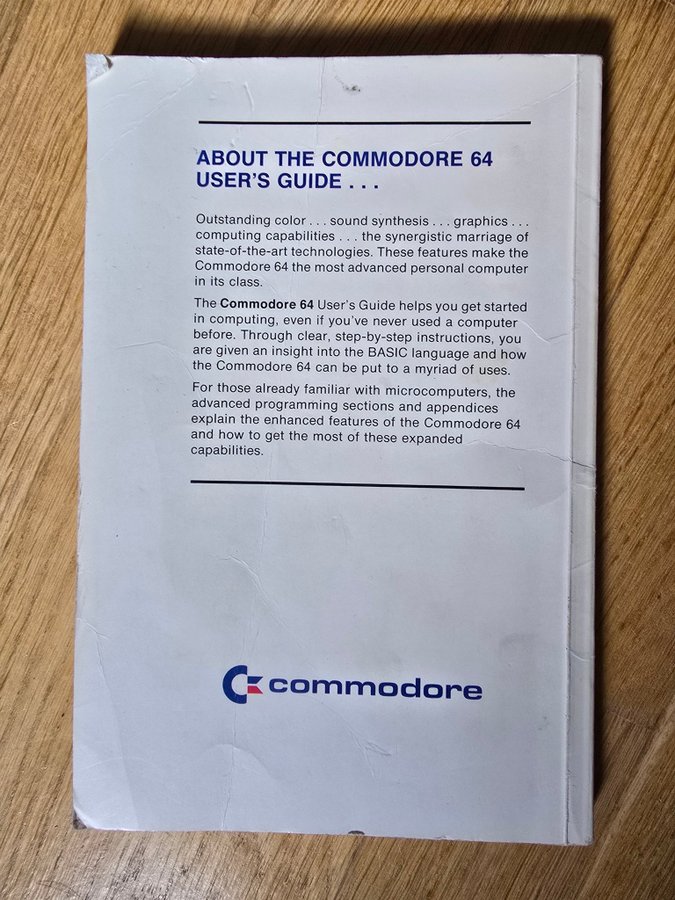 ABOUT THE COMMODORE 64
USER'S GUIDE . . .
Outstanding color . . . sound synthesis . . . graphics . . .
computing capabilities . . . the synergistic marriage of
state-of-the-art technologies. These features make the
Commodore 64 the most advanced personal computer
in its class.
The Commodore 64 User's Guide helps you get started
in computing, even if you've never used a computer
before. Through clear, step-by-step instructions, you
are given an insight into the BASIC language and how
the Commodore 64 can be put to a myriad of uses.
For those already familiar with microcomputers, the
advanced programming sections and appendices
explain the enhanced features of the Commodore 64
and how to get the most of these expanded
capabilities.
commodore